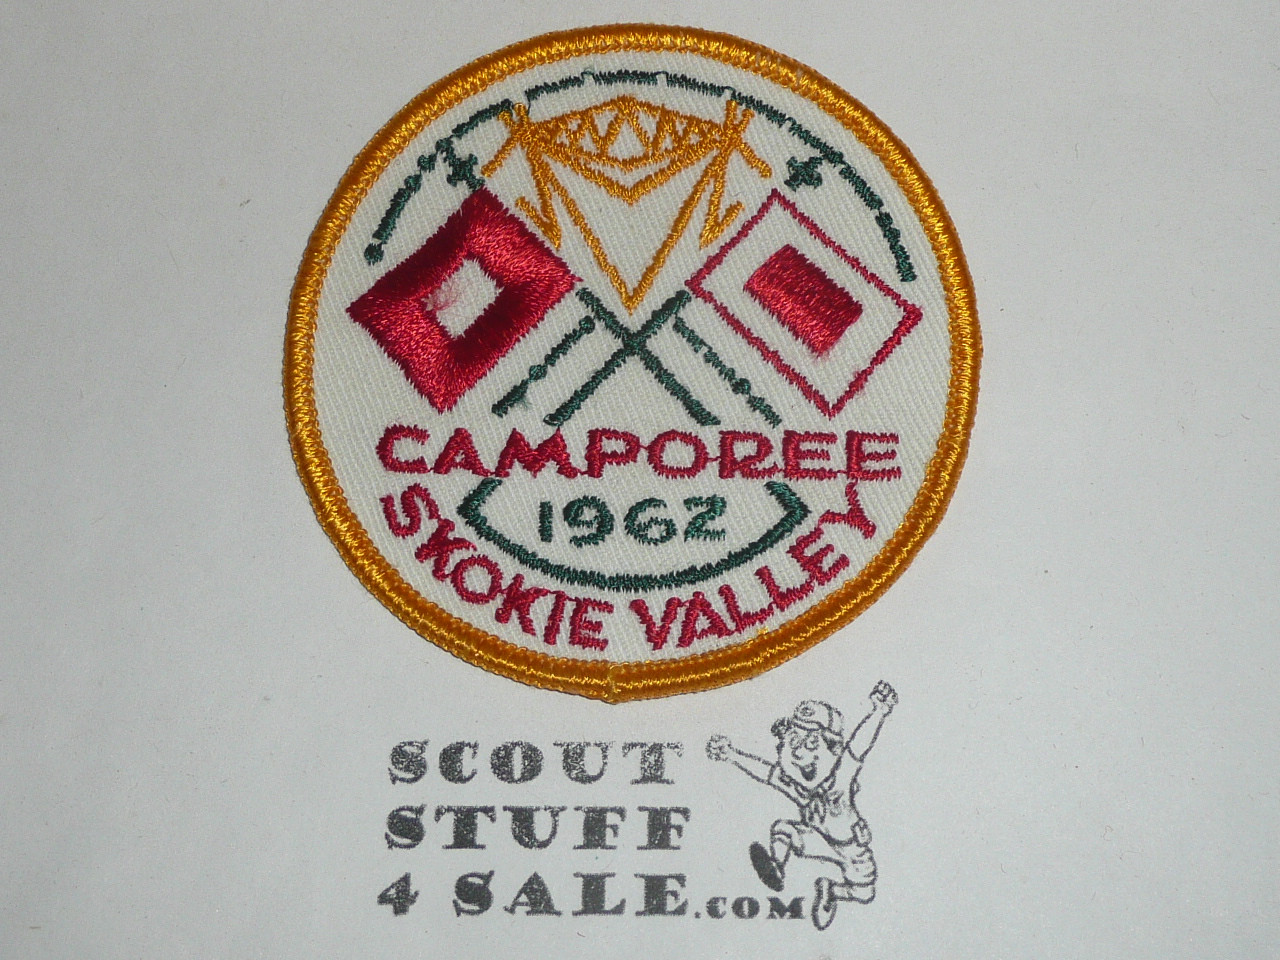 CAMPOREE
1962
SKOKIE VALLEY
SCOUT
STUFF
4 SALE.COM